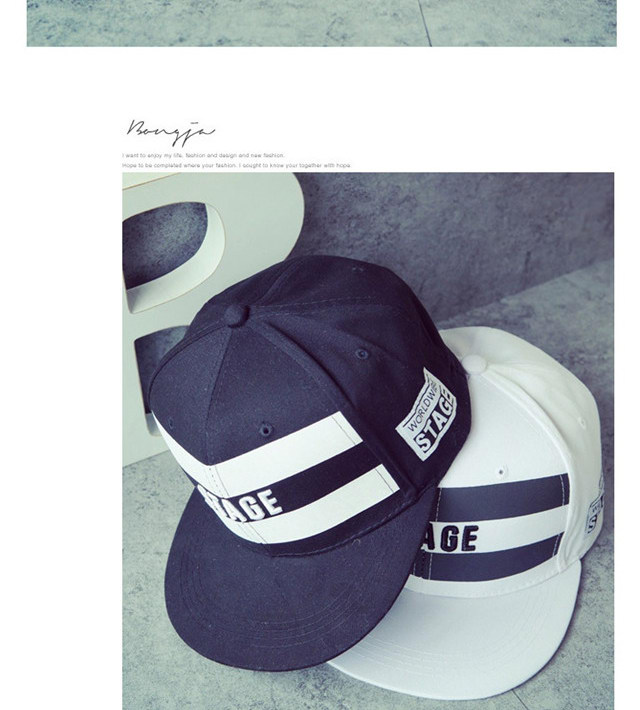 Bongja
I want to enjoy my life. fashion and design and new fashion.
Hope to be completed where your fashion. I sought to know your together with hope.
WORLDWIDE
STAGE
STAGE
AGE